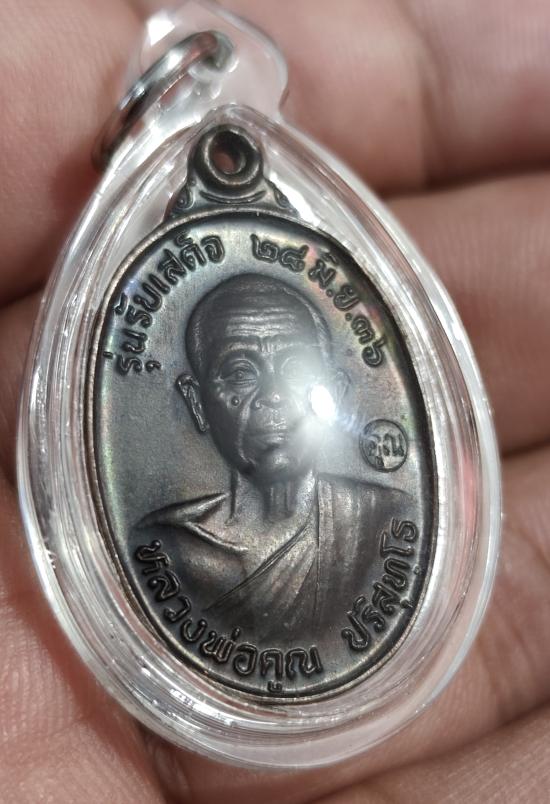 รุ่นรับเสด็จ ๒๘ มิ.ย.๓๖
คูณ
หลวงพ่อคูณ ปริสุทฺโธ